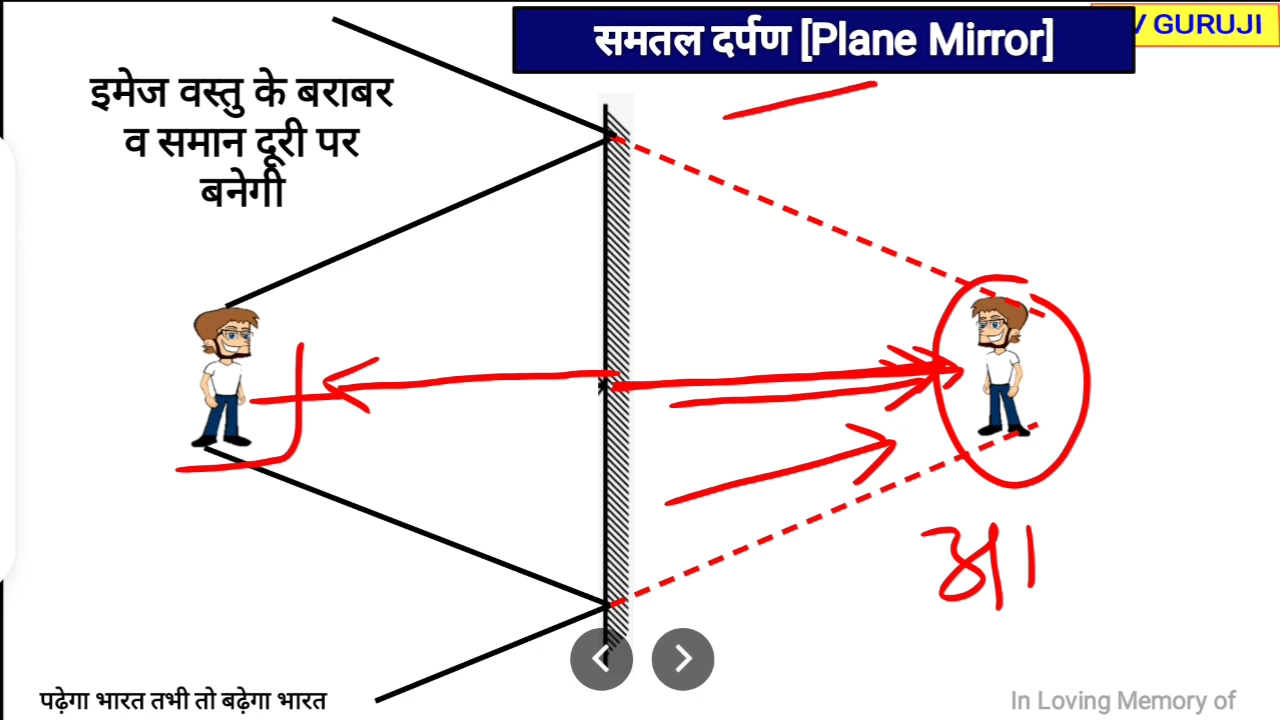 समतल दर्पण [Plane Mirror]
V GURUJI
इमेज वस्तु के बराबर
व समान दूरी पर
बनेगी
पढ़ेगा भारत तभी तो बढ़ेगा भारत
In Loving Memory of